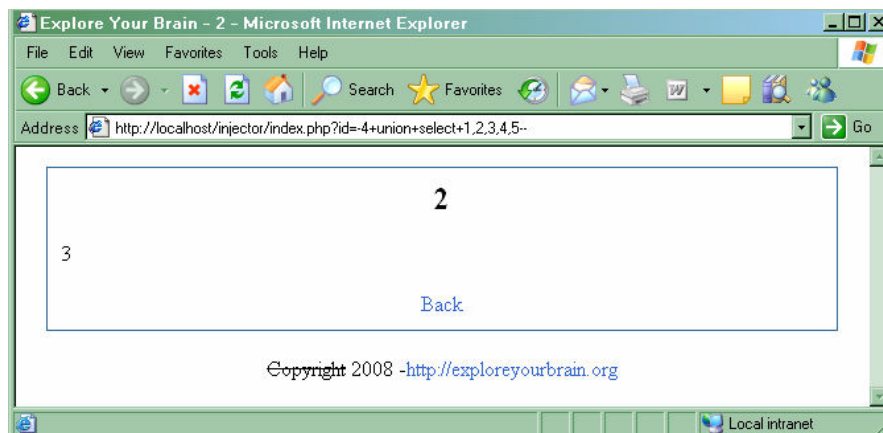 Explore Your Brain - 2 - Microsoft Internet Explorer
File Edit View Favorites Tools Help
Back Search Favorites
Address http://localhost/injector/index.php?id=-4+union+select+1,2,3,4,5-- Go
2
3
Back
Copyright 2008 -http://exploreyourbrain.org
Local intranet